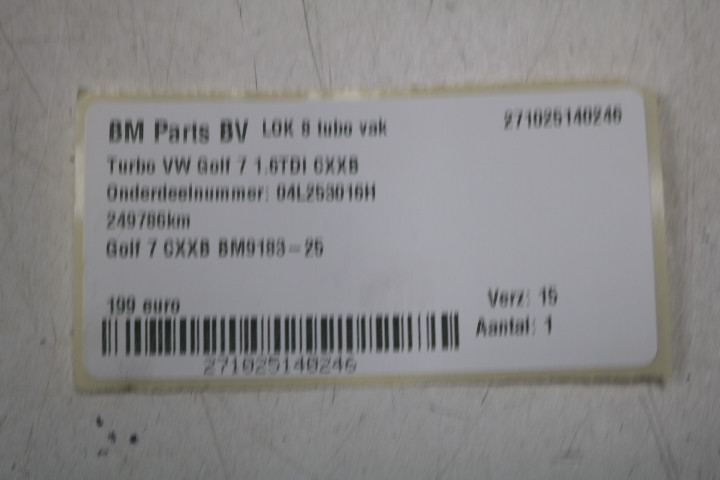 BM Parts BV LOK 8 tubo vak 271025140246
Turbo VW Golf 7 1.6TDI CXXB
Onderdeelnummer: 04L253016H
249786km
Golf 7 CXXB BM9183-25
199 euro
Verz: 15
Aantal: 1
271025140246